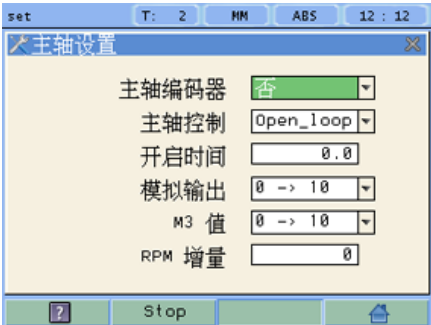 set T: 2 MM ABS 12 : 12
主轴设置
主轴编码器 否
主轴控制 Open_loop
开启时间 0.0
模拟输出 0 -> 10
M3 值 0 -> 10
RPM 增量 0
? Stop